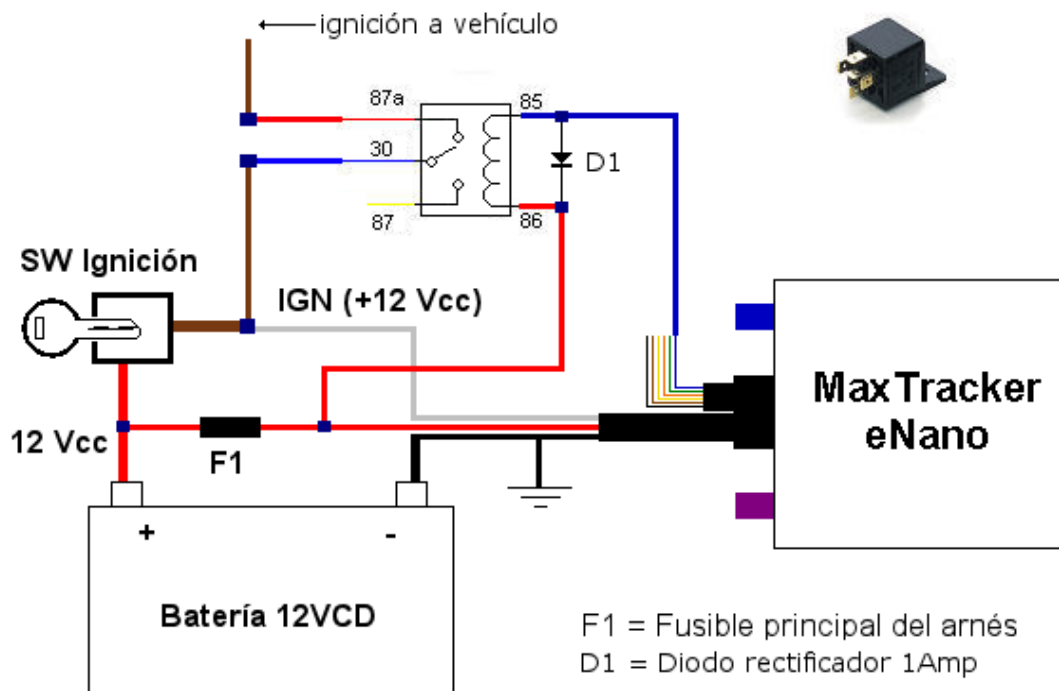 ignición a vehículo
87a
85
30
D1
87
86
SW Ignición
IGN (+12 Vcc)
MaxTracker
eNano
12 Vcc
F1
+
-
Batería 12VCD
F1 = Fusible principal del arnés
D1 = Diodo rectificador 1Amp